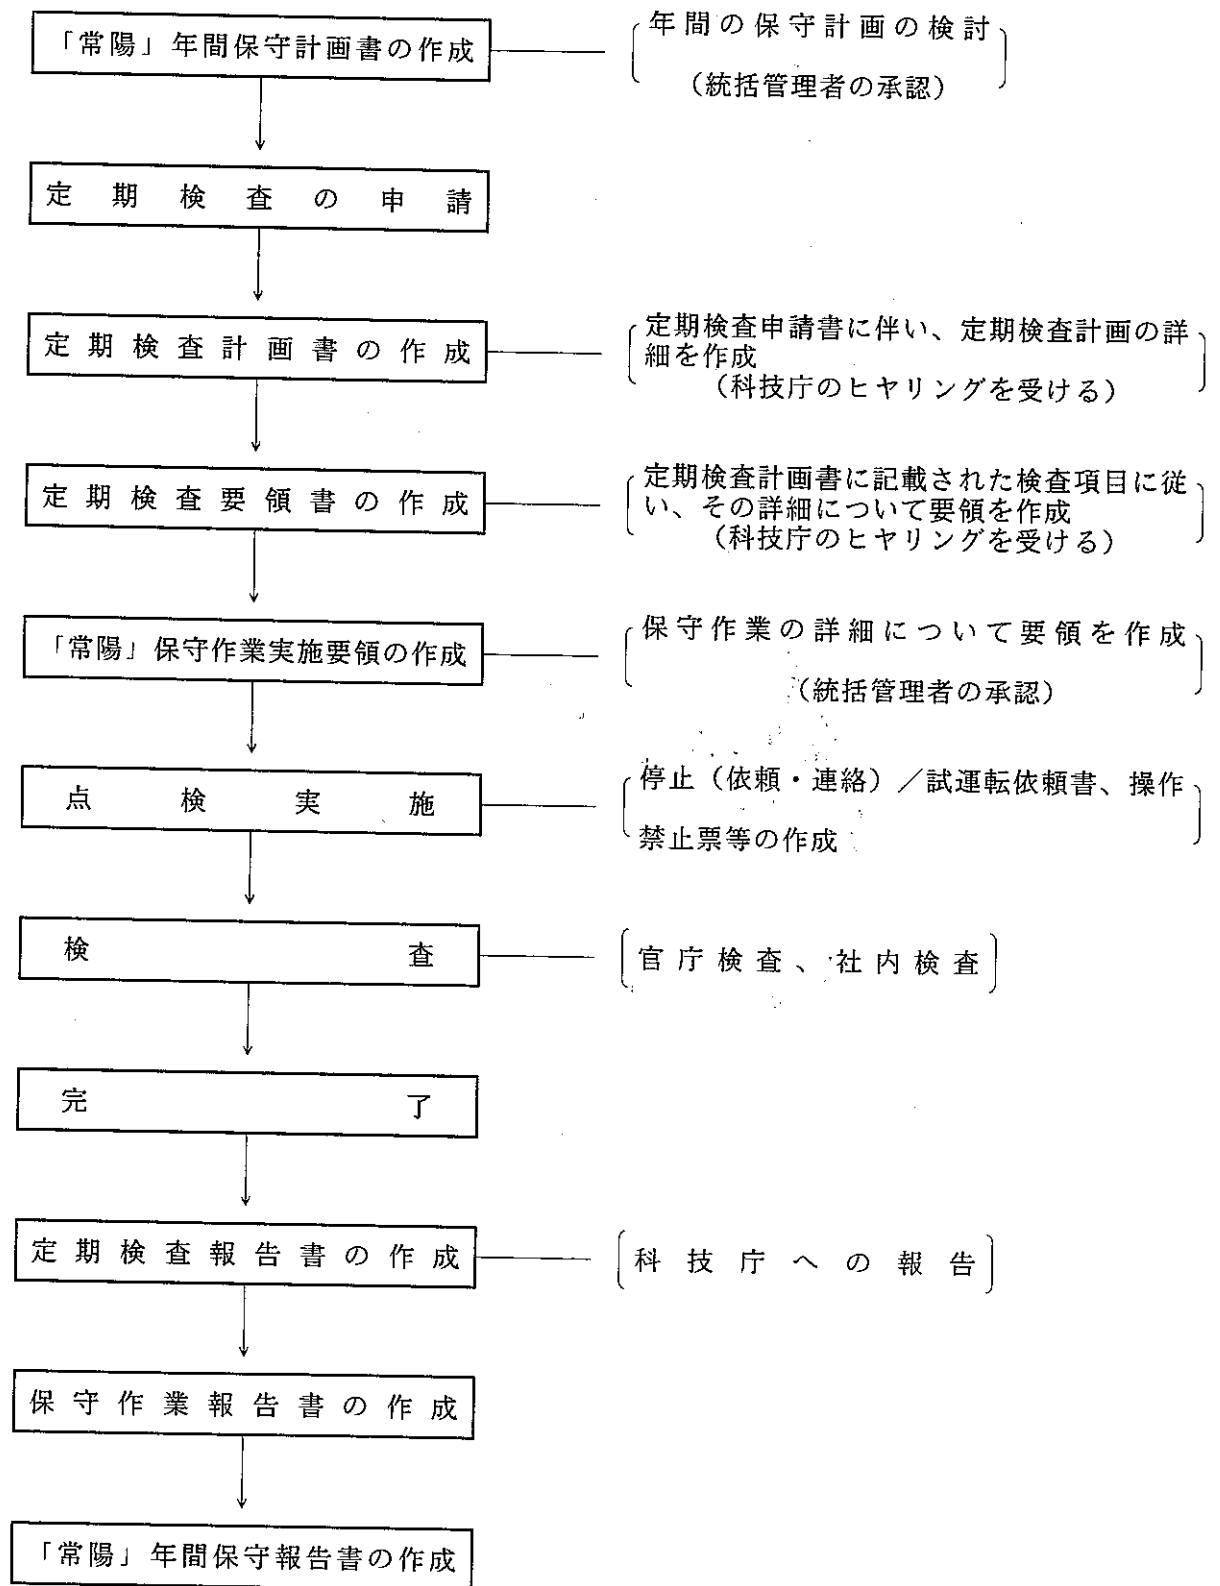 「常陽」年間保守計画書の作成
年間の保守計画の検討
（統括管理者の承認）
定期検査の申請
定期検査計画書の作成
定期検査申請書に伴い、定期検査計画の詳
細を作成
（科技庁のヒヤリングを受ける）
定期検査要領書の作成
定期検査計画書に記載された検査項目に従
い、その詳細について要領を作成
（科技庁のヒヤリングを受ける）
「常陽」保守作業実施要領の作成
保守作業の詳細について要領を作成
（統括管理者の承認）
点検実施
停止（依頼・連絡）／試運転依頼書、操作
禁止票等の作成
検査
官庁検査、社内検査
完了
定期検査報告書の作成
科技庁への報告
保守作業報告書の作成
「常陽」年間保守報告書の作成